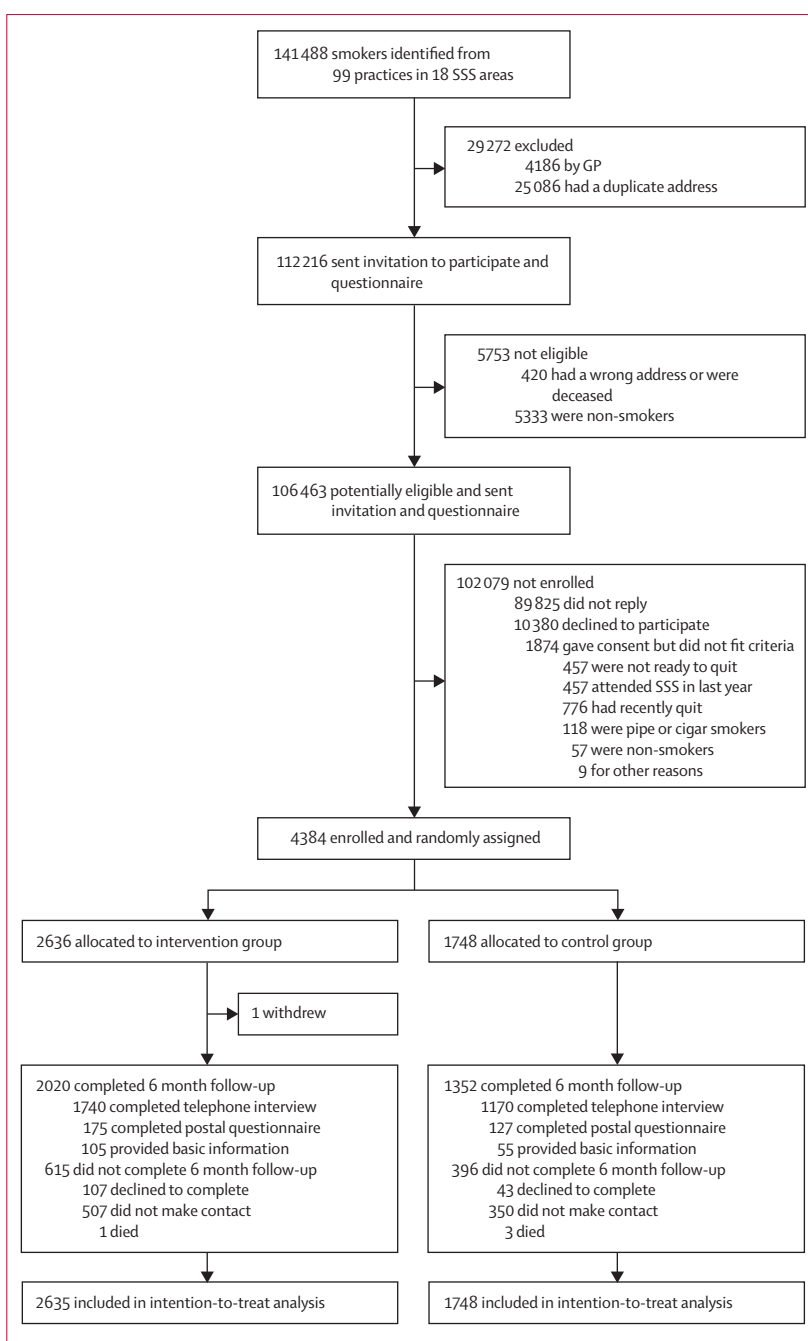 141 488 smokers identified from
99 practices in 18 SSS areas
29 272 excluded
4186 by GP
25 086 had a duplicate address
112 216 sent invitation to participate and
questionnaire
5753 not eligible
420 had a wrong address or were
deceased
5333 were non-smokers
106 463 potentially eligible and sent
invitation and questionnaire
102 079 not enrolled
89 825 did not reply
10 380 declined to participate
1874 gave consent but did not fit criteria
457 were not ready to quit
457 attended SSS in last year
776 had recently quit
118 were pipe or cigar smokers
57 were non-smokers
9 for other reasons
4384 enrolled and randomly assigned
2636 allocated to intervention group
1748 allocated to control group
1 withdrew
2020 completed 6 month follow-up
1740 completed telephone interview
175 completed postal questionnaire
105 provided basic information
615 did not complete 6 month follow-up
107 declined to complete
507 did not make contact
1 died
1352 completed 6 month follow-up
1170 completed telephone interview
127 completed postal questionnaire
55 provided basic information
396 did not complete 6 month follow-up
43 declined to complete
350 did not make contact
3 died
2635 included in intention-to-treat analysis
1748 included in intention-to-treat analysis